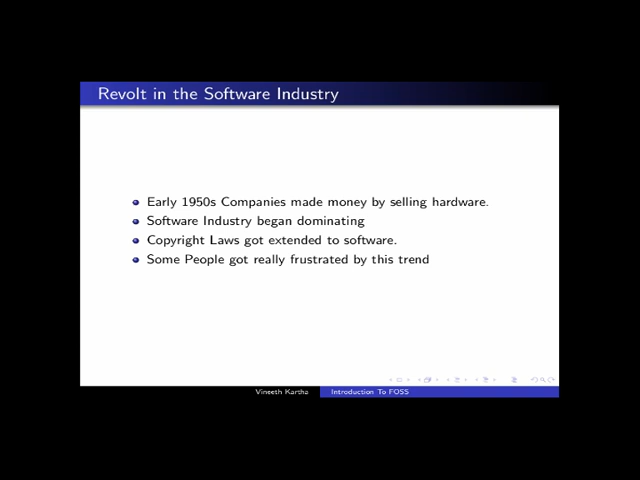 Revolt in the Software Industry
Early 1950s Companies made money by selling hardware.
Software Industry began dominating
Copyright Laws got extended to software.
Some People got really frustrated by this trend
Vineeth Kartha
Introduction To FOSS